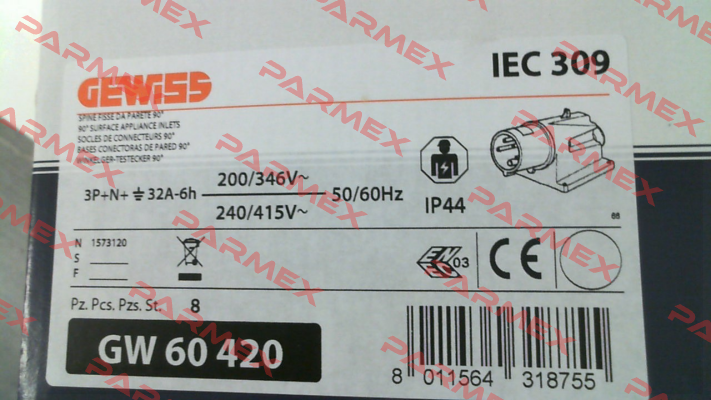 GEWISS
IEC 309
SPINE FISSE DA PARETE 90°
90° SURFACE APPLIANCE INLETS
SOCLES DE CONNECTEURS 90°
BASES CONECTORAS DE PARED 90°
WINKELGER-TESTECKER 90°
3P+N+⏚32A-6h 200/346V~ 50/60Hz
240/415V~
IP44
66
N 1573120
S
F
03
CE
Pz. Pcs. Pzs. St. 8
GW 60 420
8 011564 318755
PARMEX